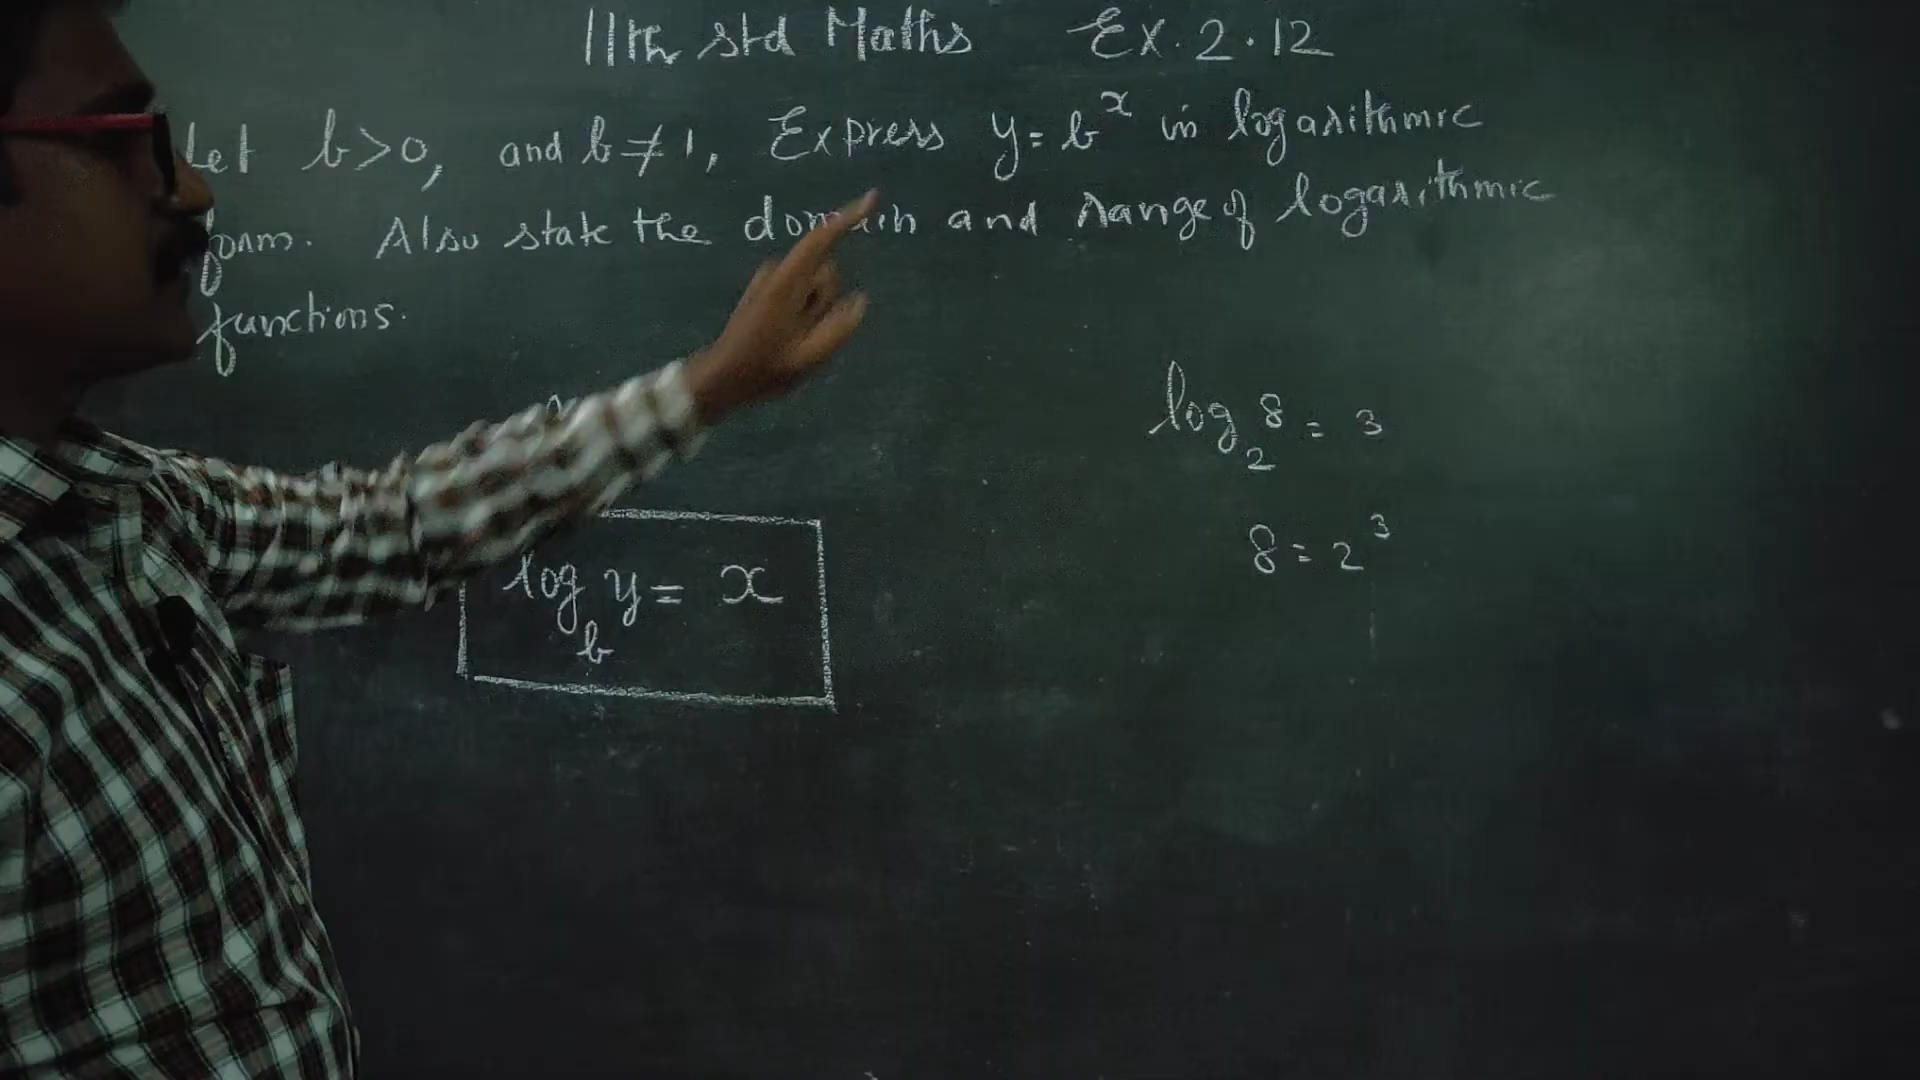 11th std Maths Ex. 2.12
Let b>0, and b≠1, Express y=b^x in logarithmic
form. Also state the domain and range of logarithmic
functions.
log_2 8 = 3
8 = 2^3
log_b y = x